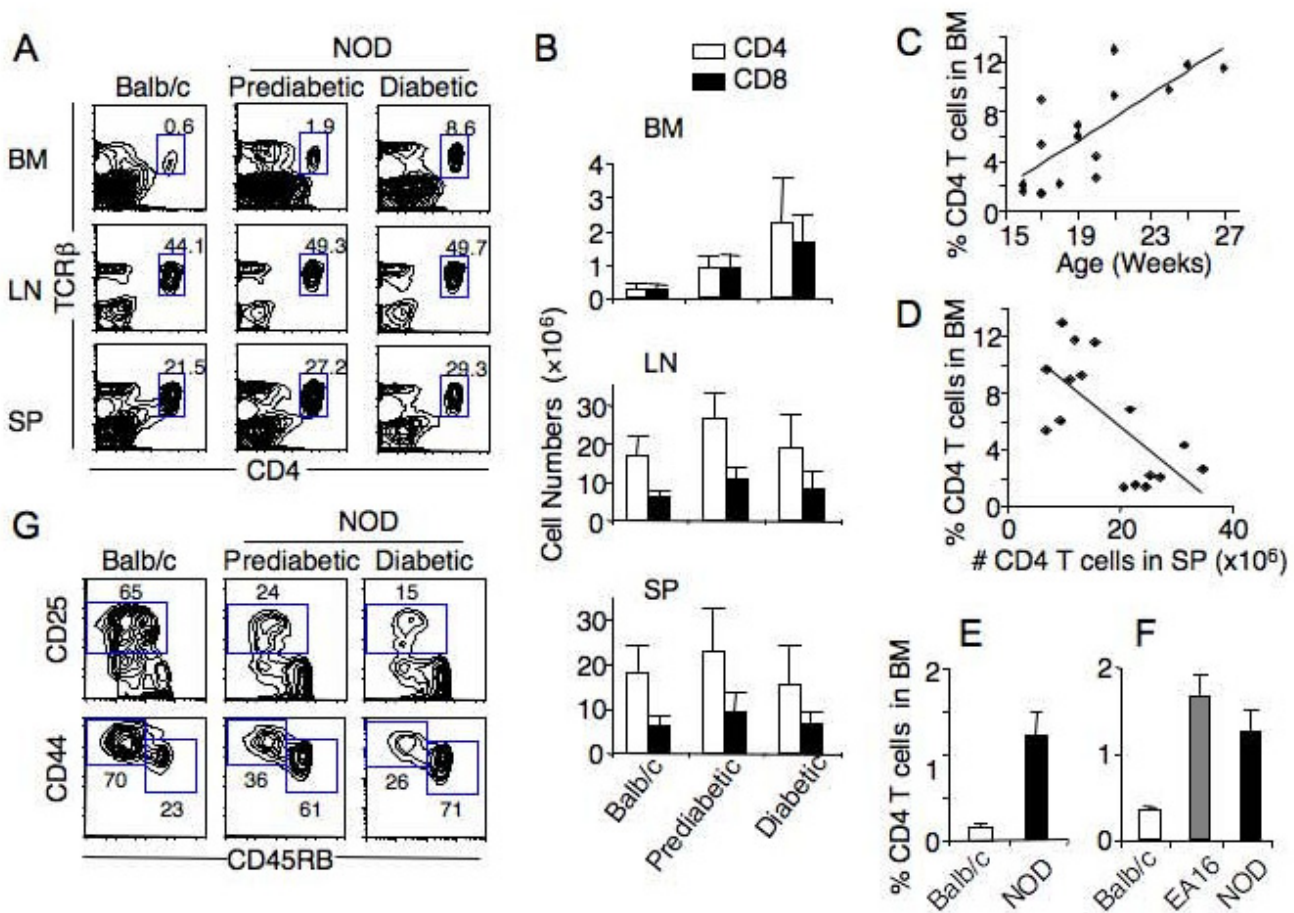 A
NOD
Balb/c Prediabetic Diabetic
BM
0.6 1.9 8.6
LN
44.1 49.3 49.7
SP
21.5 27.2 29.3
TCRβ
CD4
B
CD4
CD8
BM
4
3
2
1
0
LN
30
20
10
0
SP
30
20
10
0
Cell Numbers (×10⁶)
Balb/c
Prediabetic
Diabetic
C
% CD4 T cells in BM
12
8
4
0
15 19 23 27
Age (Weeks)
D
% CD4 T cells in BM
12
8
4
0
0 20 40
# CD4 T cells in SP (x10⁶)
E
% CD4 T cells in BM
2
1
0
Balb/c
NOD
F
2
1
0
Balb/c
EA16
NOD
G
NOD
Balb/c Prediabetic Diabetic
CD25
65 24 15
CD44
70 36 26
23 61 71
CD45RB